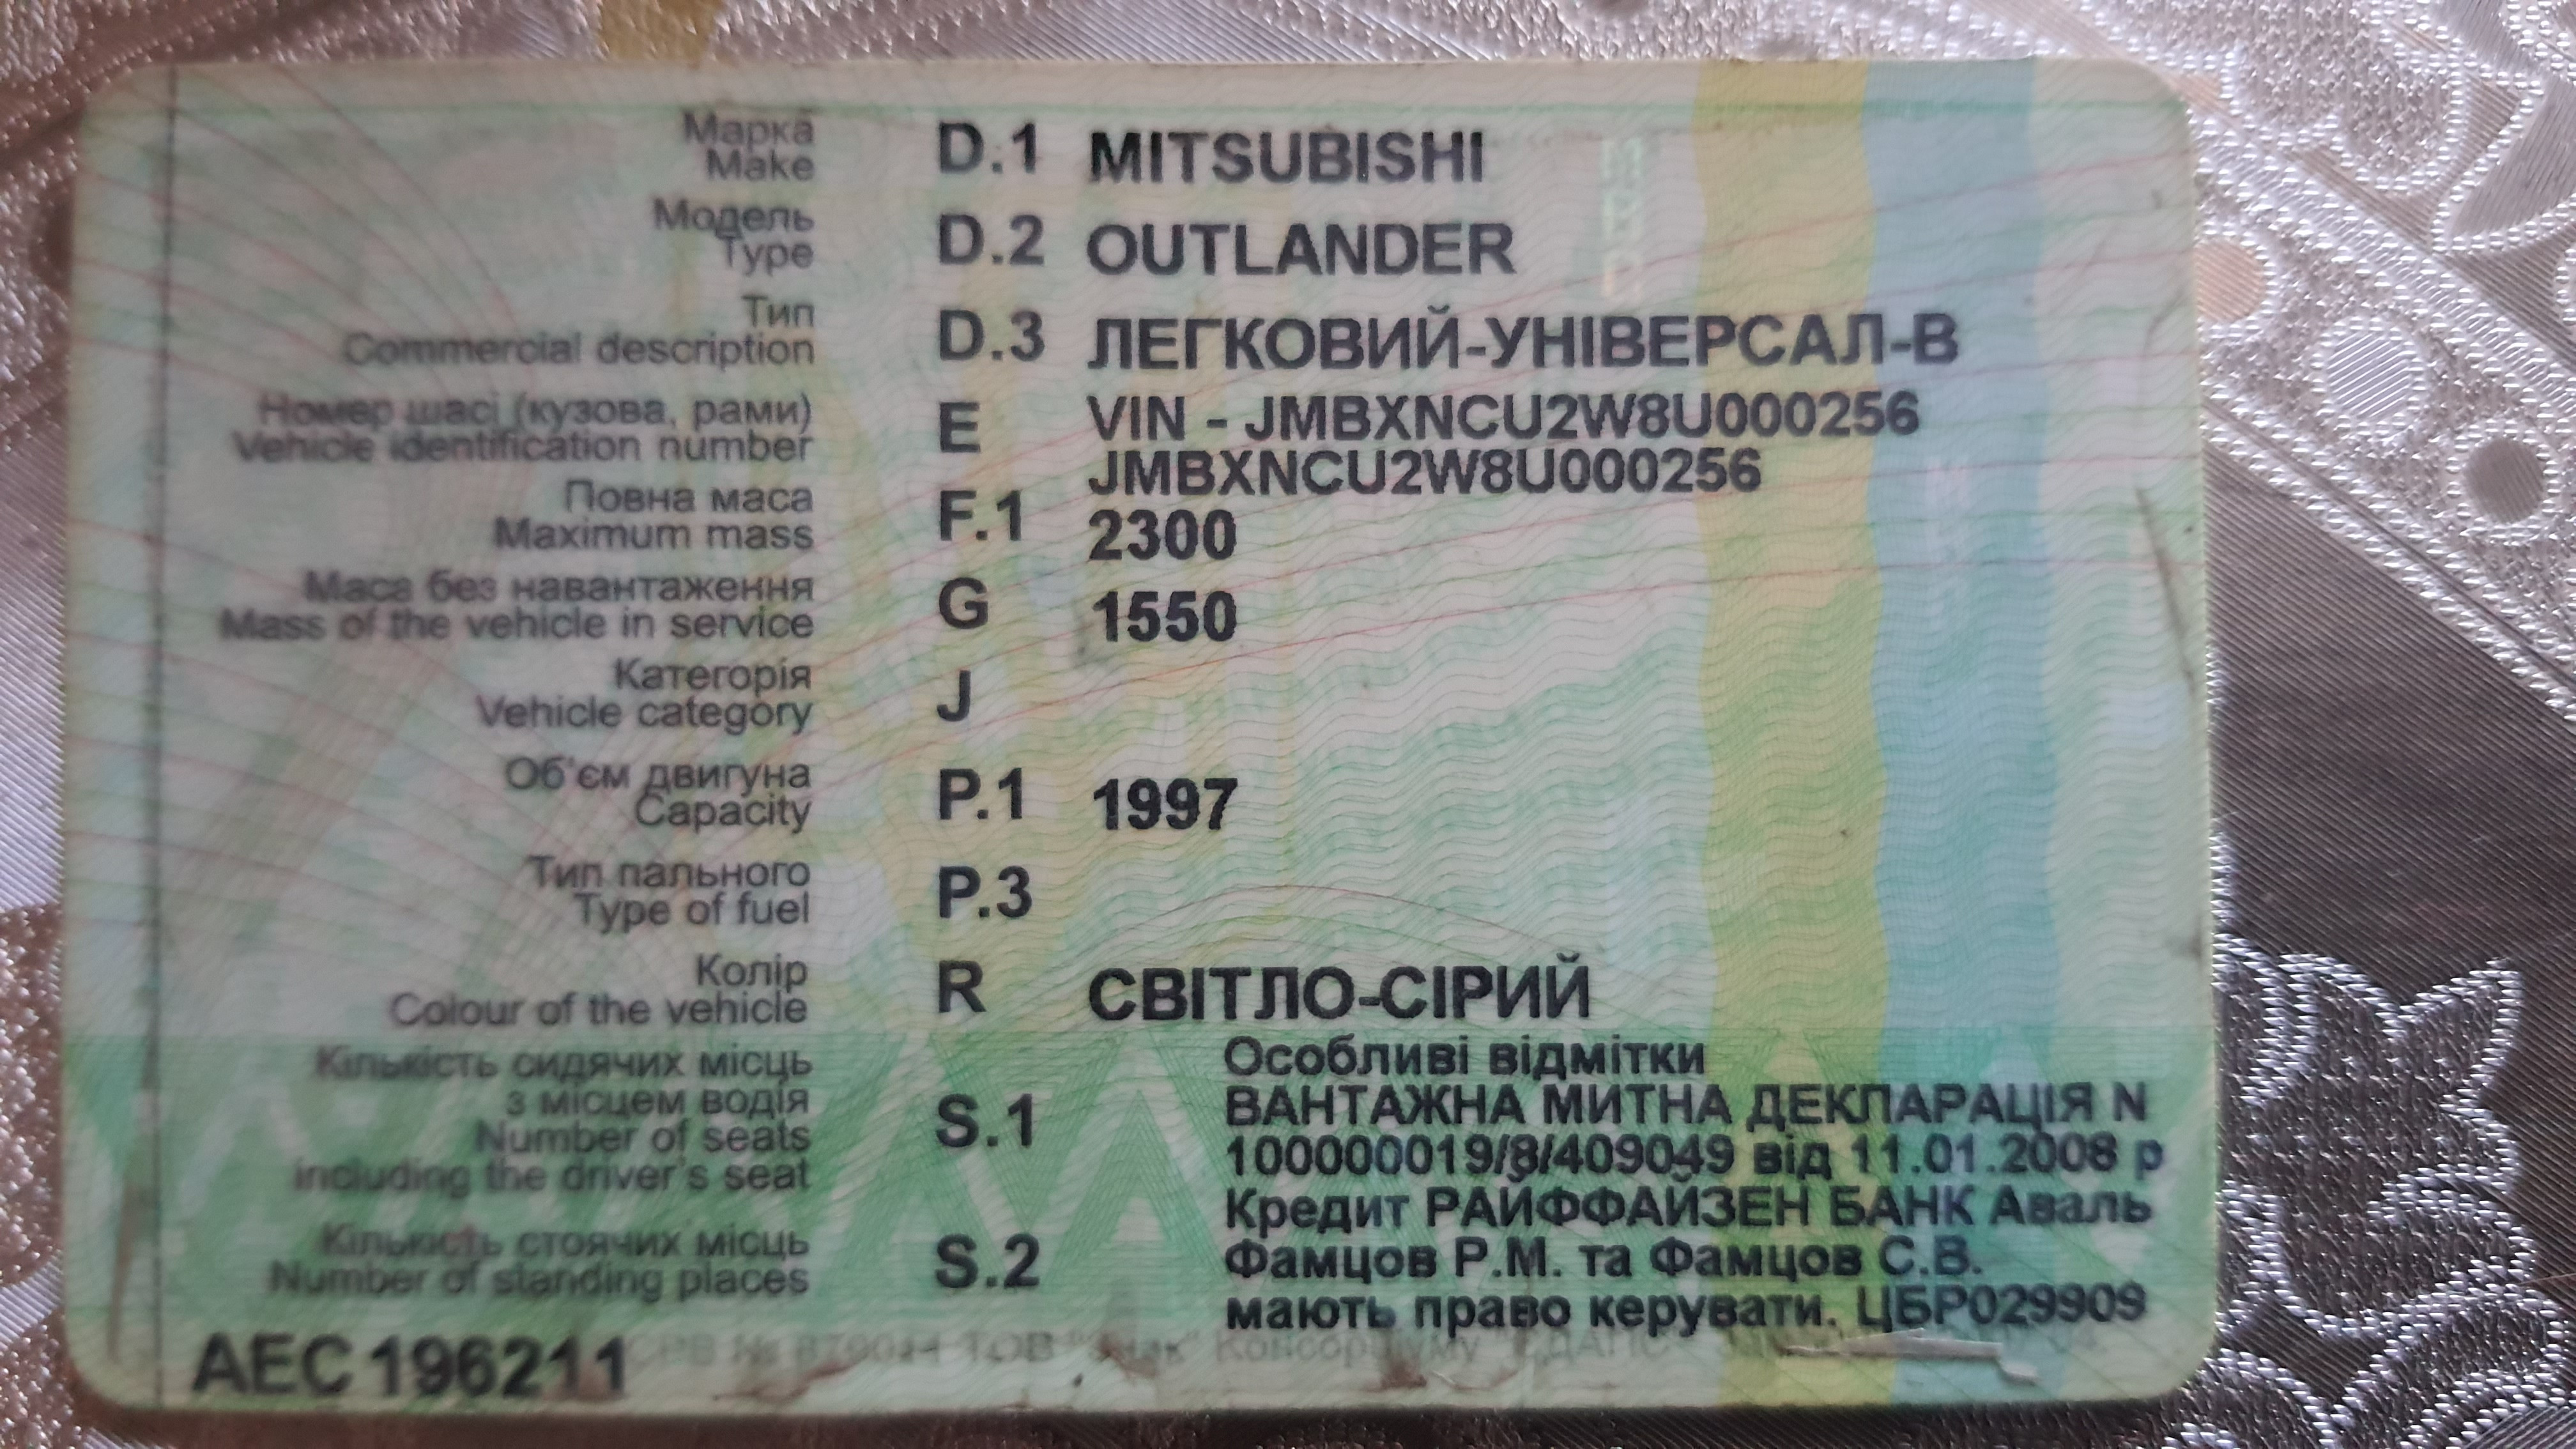 Марка
Make
D.1 MITSUBISHI
Модель
Type
D.2 OUTLANDER
Тип
Commercial description
D.3 ЛЕГКОВИЙ-УНІВЕРСАЛ-В
Номер шасі (кузова, рами)
Vehicle identification number
E VIN - JMBXNCU2W8U000256
JMBXNCU2W8U000256
Повна маса
Maximum mass
F.1 2300
Маса без навантаження
Mass of the vehicle in service
G 1550
Категорія
Vehicle category
J
Об'єм двигуна
Capacity
P.1 1997
Тип пального
Type of fuel
P.3
Колір
Colour of the vehicle
R СВІТЛО-СІРИЙ
Кількість сидячих місць
з місцем водія
Number of seats
including the driver's seat
S.1
Кількість стоячих місць
Number of standing places
S.2
Особливі відмітки
ВАНТАЖНА МИТНА ДЕКЛАРАЦІЯ N
100000019/8/409049 від 11.01.2008 р
Кредит РАЙФФАЙЗЕН БАНК Аваль
Фамцов Р.М. та Фамцов С.В.
мають право керувати. ЦБР029909
АЕС 196211
ТОВ "Знак" Консорціуму